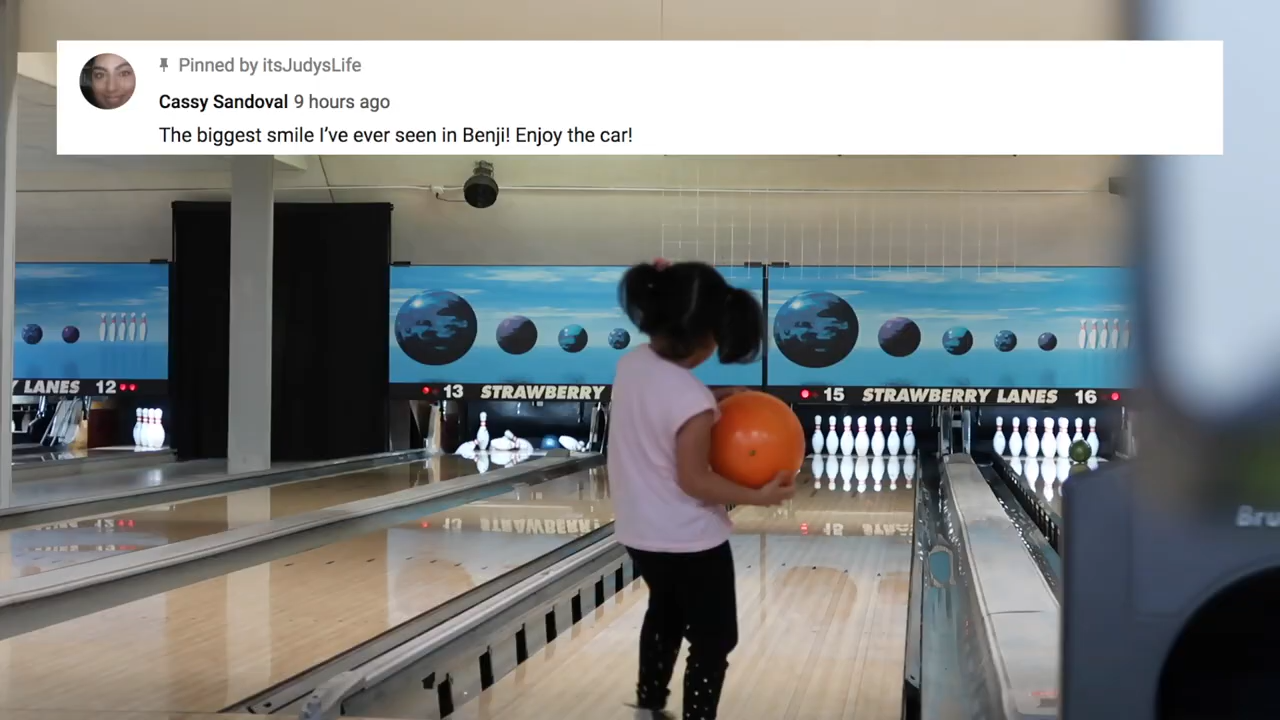 Pinned by itsJudysLife
Cassy Sandoval 9 hours ago
The biggest smile I've ever seen in Benji! Enjoy the car!
LANES 12
13 STRAWBERRY
15 STRAWBERRY LANES 16